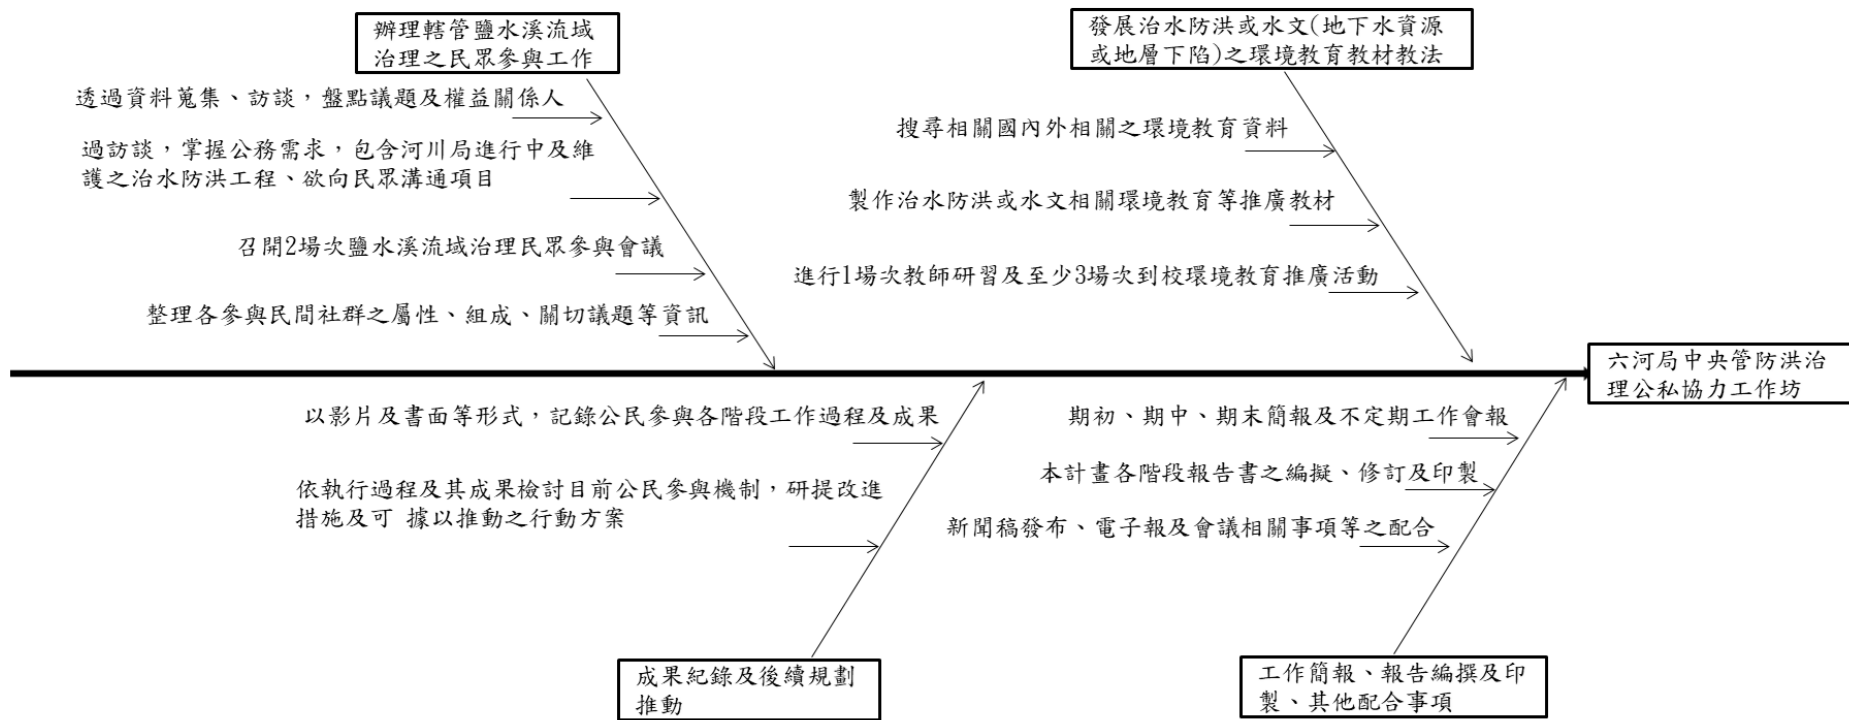 辦理轄管鹽水溪流域
治理之民眾參與工作
透過資料蒐集、訪談，盤點議題及權益關係人
過訪談，掌握公務需求，包含河川局進行中及維
護之治水防洪工程、欲向民眾溝通項目
召開2場次鹽水溪流域治理民眾參與會議
整理各參與民間社群之屬性、組成、關切議題等資訊
發展治水防洪或水文(地下水資源
或地層下陷)之環境教育教材教法
搜尋相關國內外相關之環境教育資料
製作治水防洪或水文相關環境教育等推廣教材
進行1場次教師研習及至少3場次到校環境教育推廣活動
六河局中央管防洪治
理公私協力工作坊
以影片及書面等形式，記錄公民參與各階段工作過程及成果
依執行過程及其成果檢討目前公民參與機制，研提改進
措施及可 據以推動之行動方案
成果紀錄及後續規劃
推動
期初、期中、期末簡報及不定期工作會報
本計畫各階段報告書之編擬、修訂及印製
新聞稿發布、電子報及會議相關事項等之配合
工作簡報、報告編撰及印
製、其他配合事項